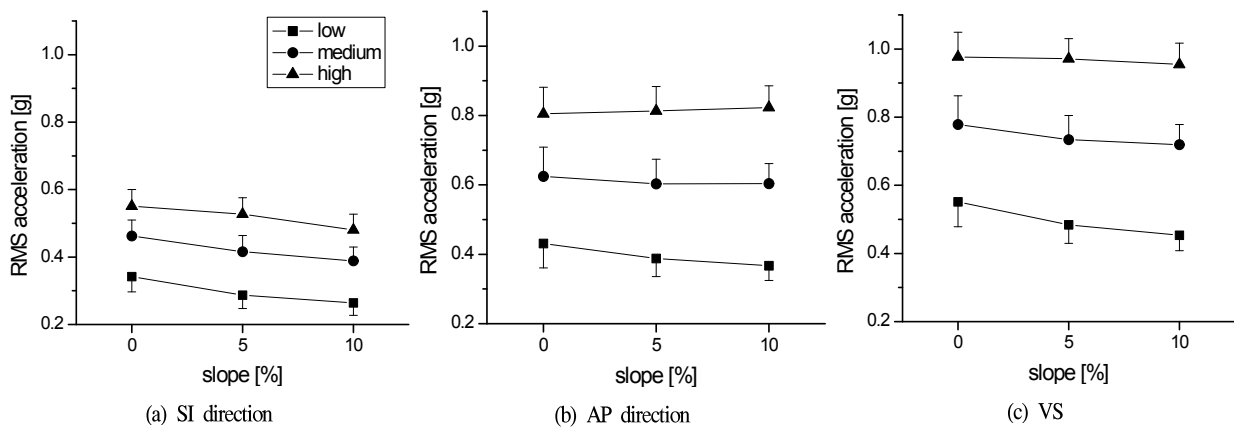 low
medium
high
RMS acceleration [g]
1.0
0.8
0.6
0.4
0.2
0 5 10
slope [%]
(a) SI direction
RMS acceleration [g]
1.0
0.8
0.6
0.4
0.2
0 5 10
slope [%]
(b) AP direction
RMS acceleration [g]
1.0
0.8
0.6
0.4
0.2
0 5 10
slope [%]
(c) VS